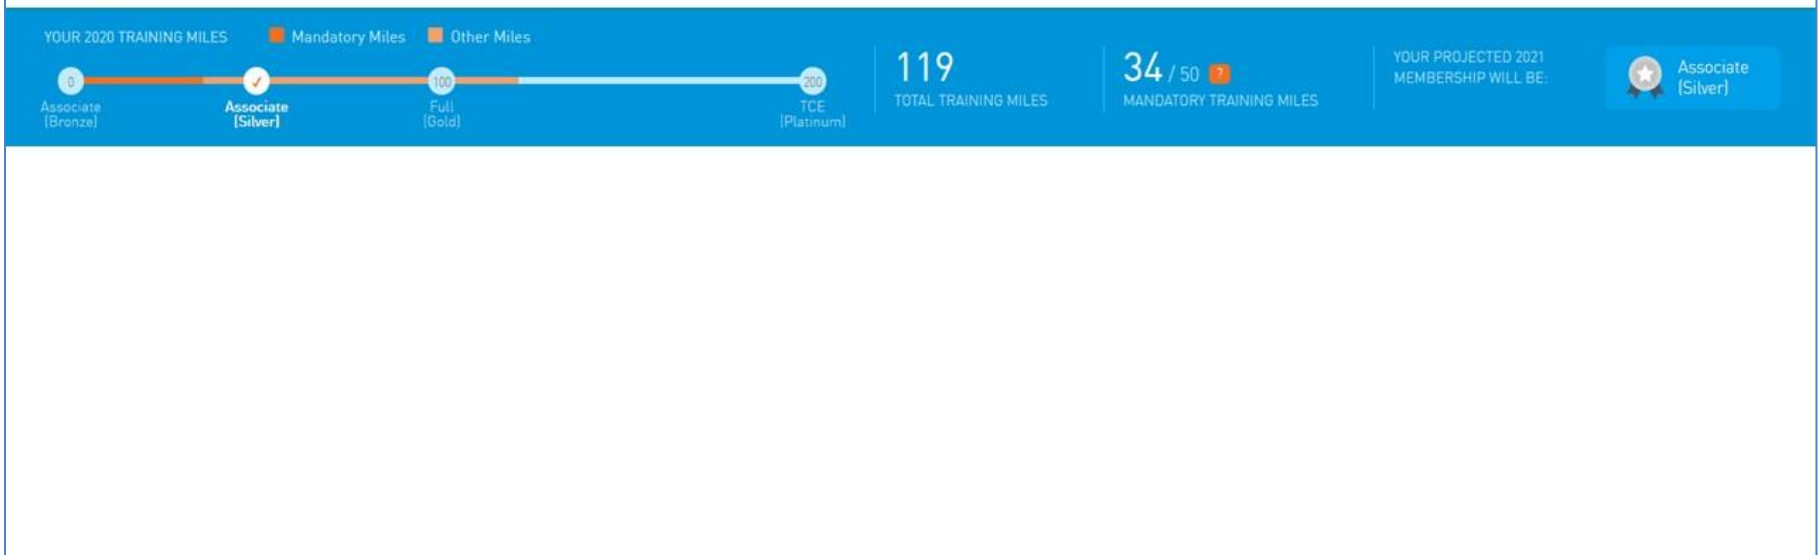 YOUR 2020 TRAINING MILES Mandatory Miles Other Miles
0 100 200
Associate (Bronze)
Associate (Silver)
Full (Gold)
TCE (Platinum)
119
TOTAL TRAINING MILES
34 / 50 ?
MANDATORY TRAINING MILES
YOUR PROJECTED 2021
MEMBERSHIP WILL BE:
Associate
(Silver)